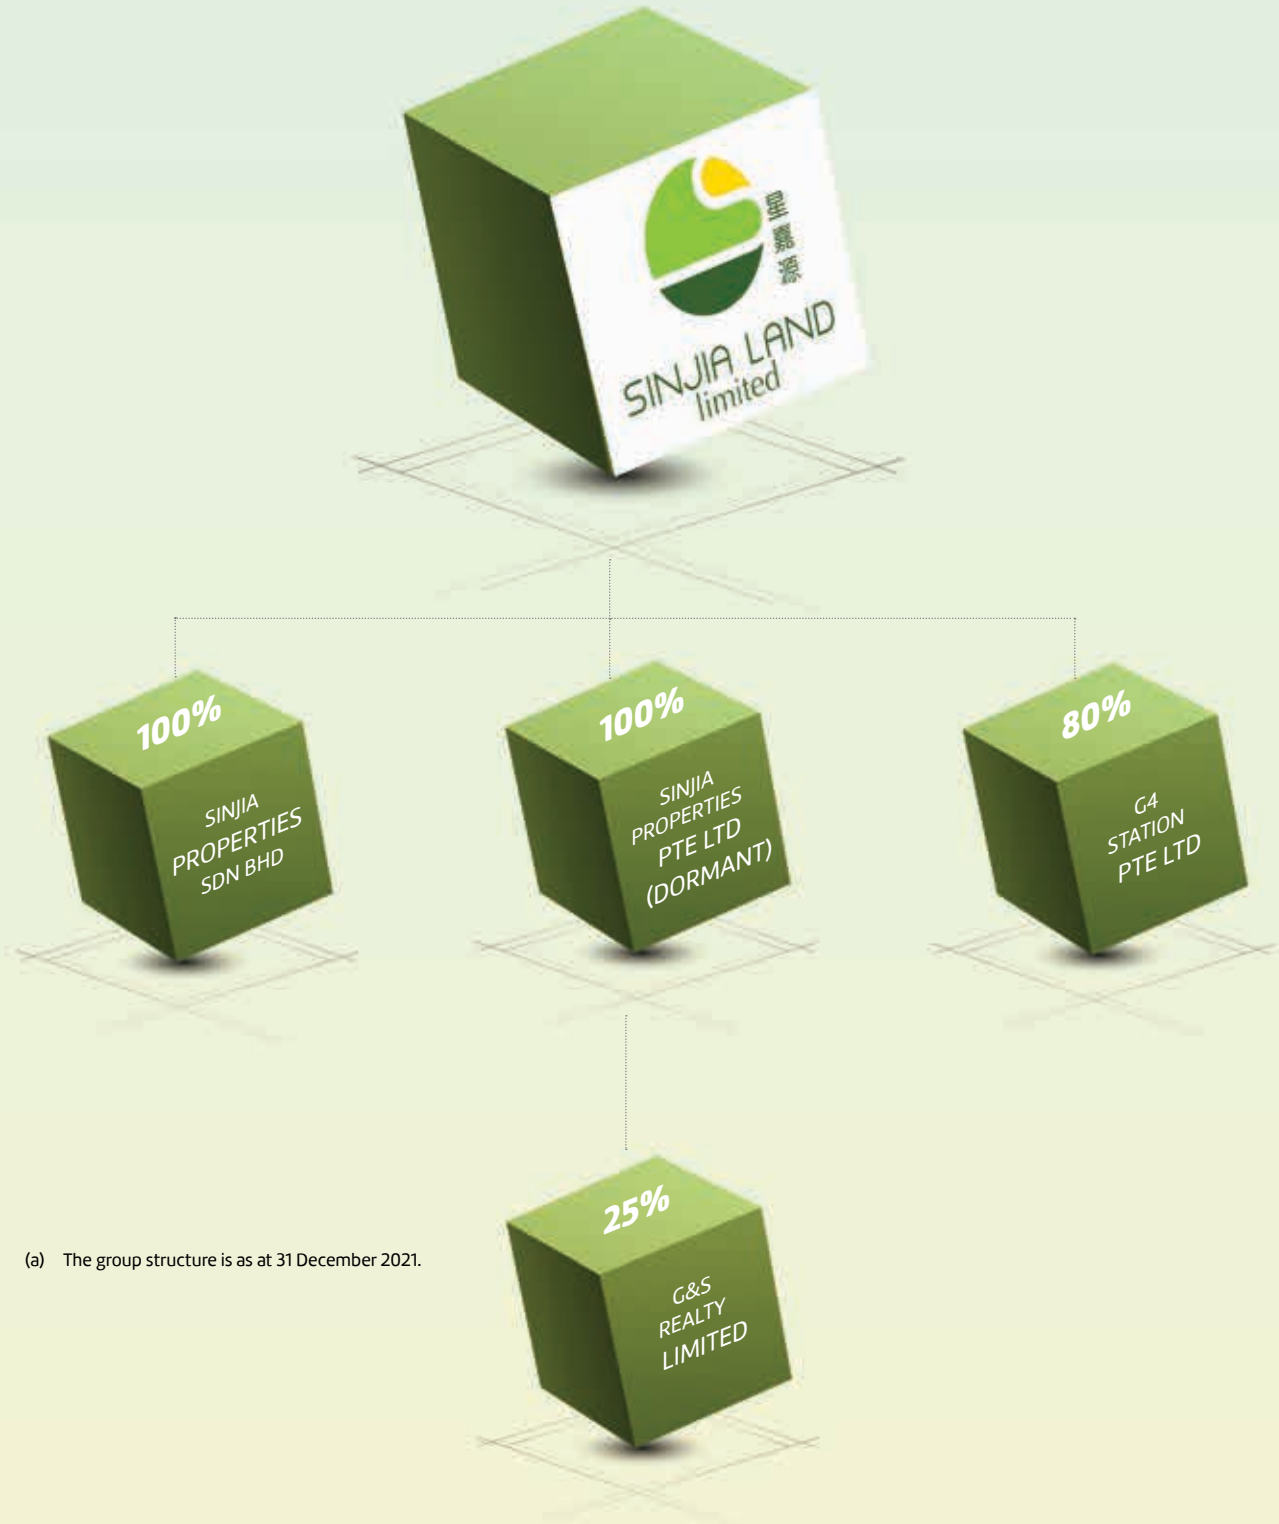 星嘉源
SINJIA LAND
limited
100%
SINJIA
PROPERTIES
SDN BHD
100%
SINJIA
PROPERTIES
PTE LTD
(DORMANT)
80%
G4
STATION
PTE LTD
25%
G&S
REALTY
LIMITED
(a) The group structure is as at 31 December 2021.